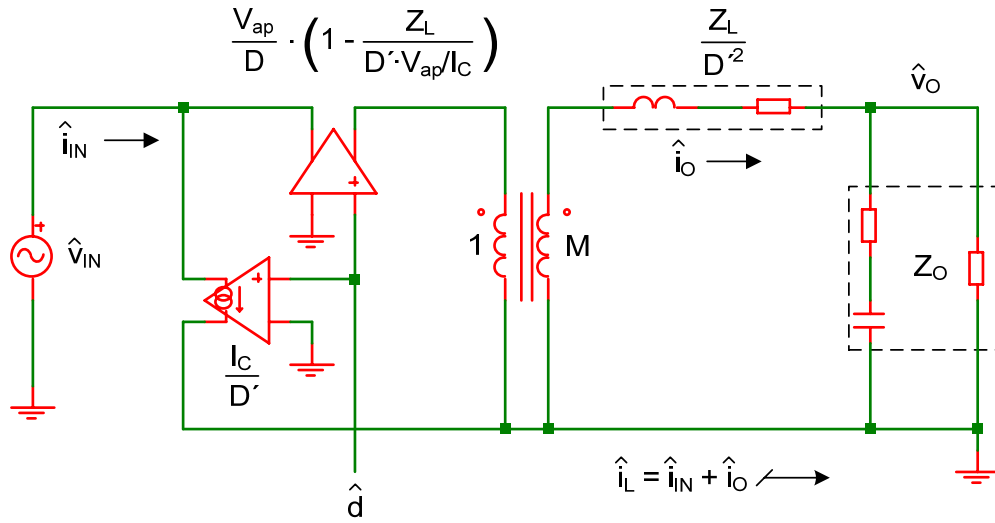 V_ap/D · (1 - Z_L/(D´·V_ap/I_C))
Z_L/D´²
v̂_O
î_IN
î_O
+
+
v̂_IN
1
M
+
Z_O
I_C/D´
î_L = î_IN + î_O
d̂